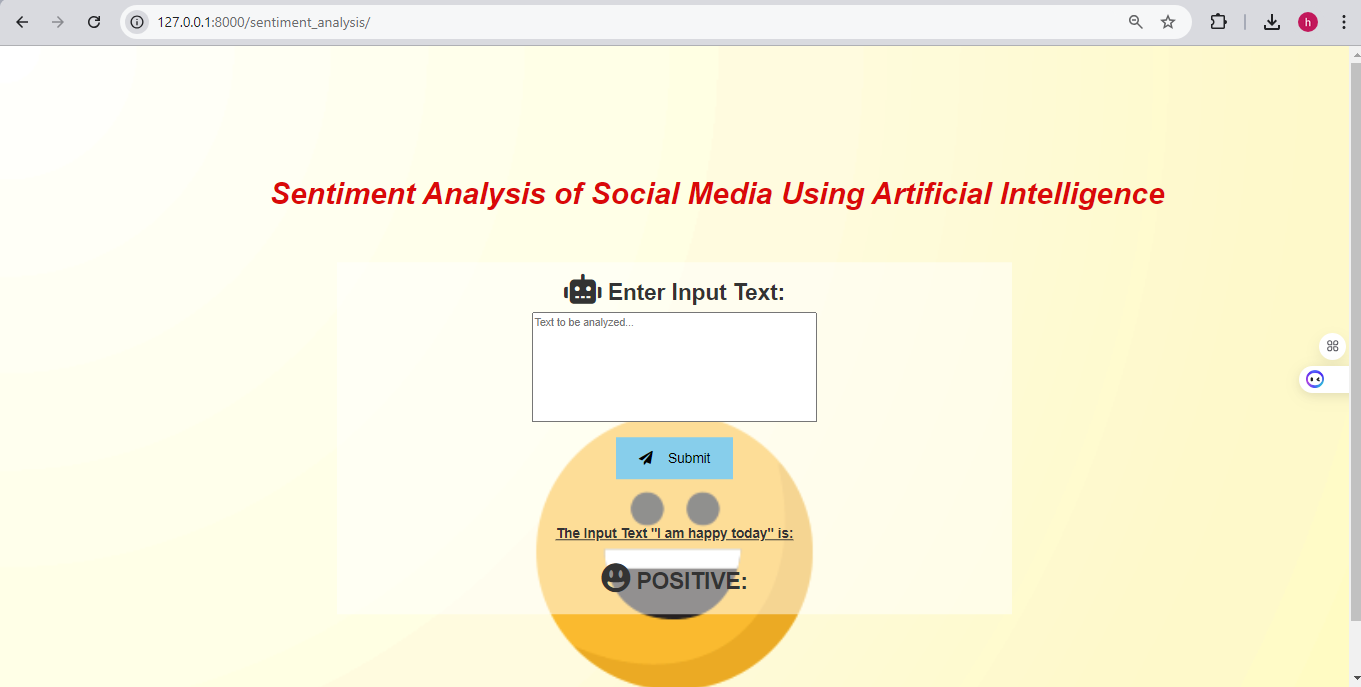 127.0.0.1:8000/sentiment_analysis/
h
Sentiment Analysis of Social Media Using Artificial Intelligence
Enter Input Text:
Text to be analyzed...
Submit
The Input Text "I am happy today" is:
POSITIVE: